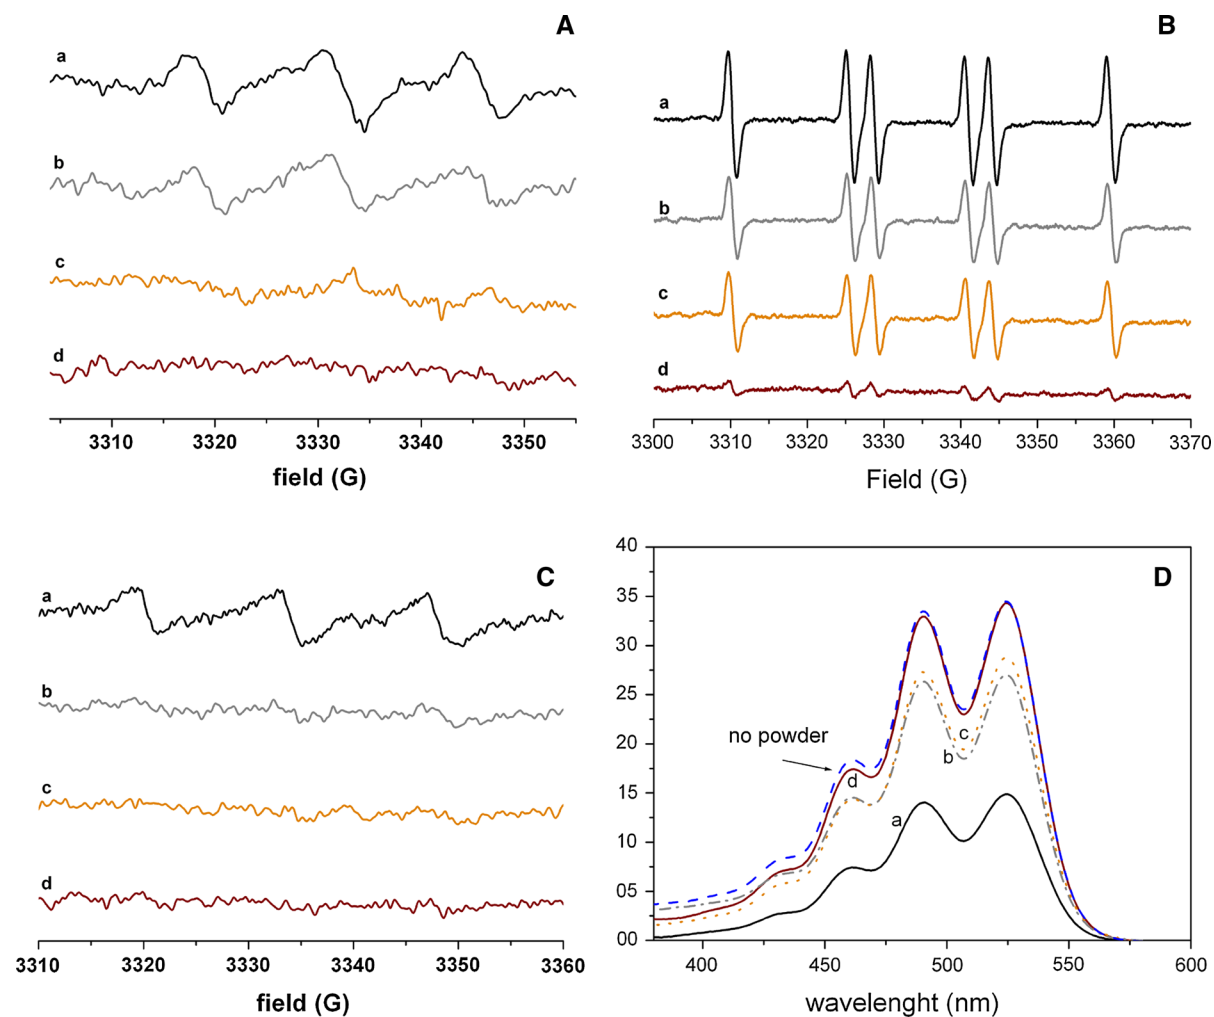 A
a
b
c
d
3310 3320 3330 3340 3350
field (G)
B
a
b
c
d
3300 3310 3320 3330 3340 3350 3360 3370
Field (G)
C
a
b
c
d
3310 3320 3330 3340 3350 3360
field (G)
D
40
35
30
25
20
15
10
05
00
no powder
a
b
c
d
400 450 500 550 600
wavelenght (nm)